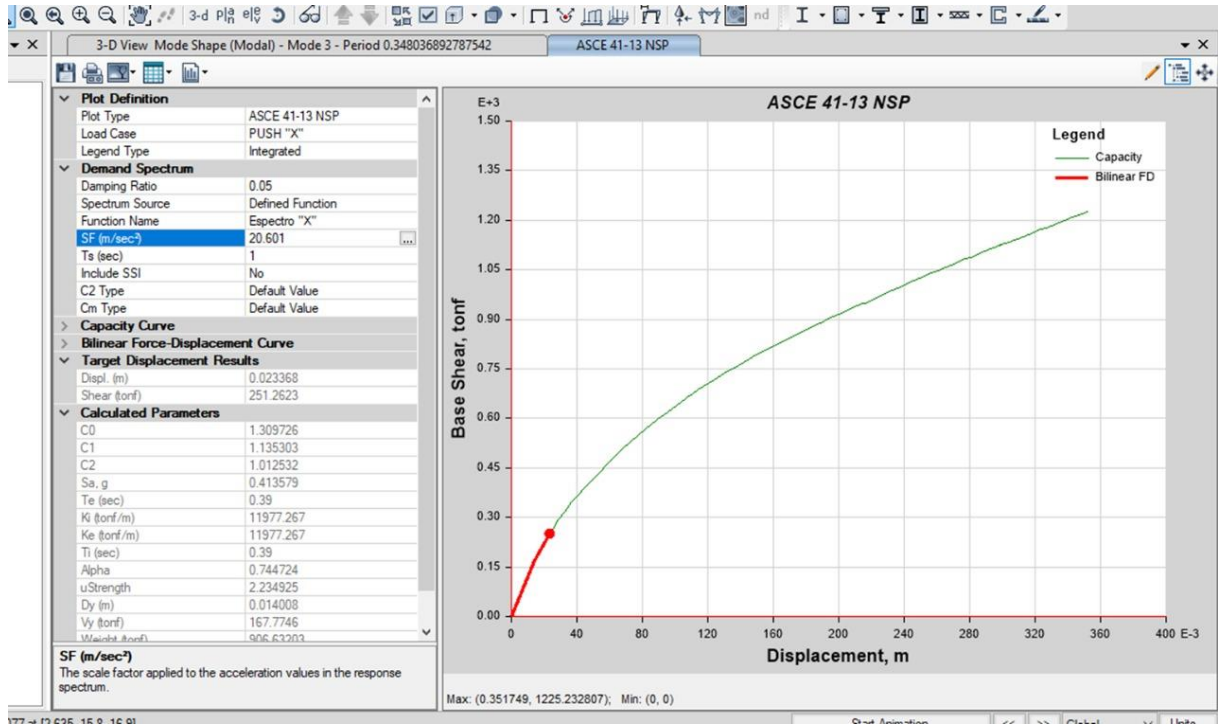 3-d Plạ elẹ nd
3-D View Mode Shape (Modal) - Mode 3 - Period 0.348036892787542
ASCE 41-13 NSP
Plot Definition
Plot Type ASCE 41-13 NSP
Load Case PUSH "X"
Legend Type Integrated
Demand Spectrum
Damping Ratio 0.05
Spectrum Source Defined Function
Function Name Espectro "X"
SF (m/sec²) 20.601 ...
Ts (sec) 1
Include SSI No
C2 Type Default Value
Cm Type Default Value
Capacity Curve
Bilinear Force-Displacement Curve
Target Displacement Results
Displ. (m) 0.023368
Shear (tonf) 251.2623
Calculated Parameters
C0 1.309726
C1 1.135303
C2 1.012532
Sa, g 0.413579
Te (sec) 0.39
Ki (tonf/m) 11977.267
Ke (tonf/m) 11977.267
Ti (sec) 0.39
Alpha 0.744724
uStrength 2.234925
Dy (m) 0.014008
Vy (tonf) 167.7746
Weight (tonf) 906.63203
SF (m/sec²)
The scale factor applied to the acceleration values in the response
spectrum.
ASCE 41-13 NSP
E+3
1.50
1.35
1.20
1.05
0.90
0.75
0.60
0.45
0.30
0.15
0.00
Base Shear, tonf
Legend
Capacity
Bilinear FD
0 40 80 120 160 200 240 280 320 360 400 E-3
Displacement, m
Max: (0.351749, 1225.232807); Min: (0, 0)
Start Animation << >> Global Units